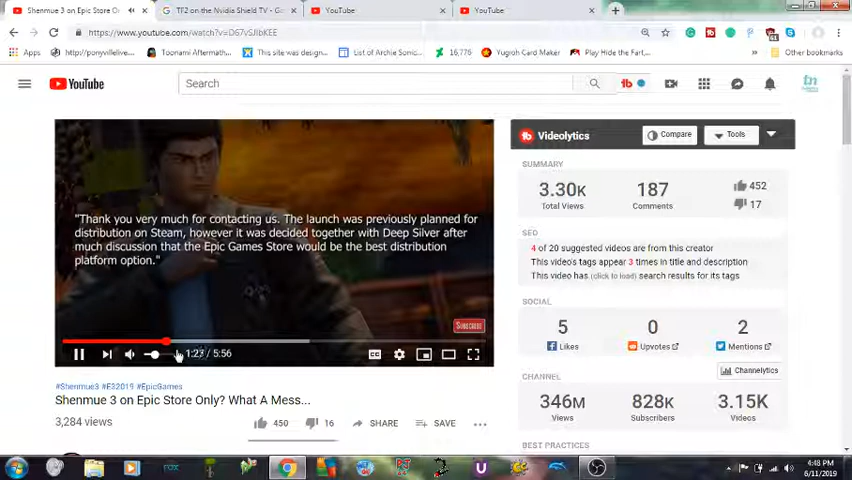 Shenmue 3 on Epic Store O
TF2 on the Nvidia Shield TV - G
YouTube
YouTube
https://www.youtube.com/watch?v=D67vSJIbKEE
Apps
http://ponyvillelive.
Toonami Aftermath
This site was design
List of Archie Sonic
16,776
Yugioh Card Maker
Play Hide the Fart
Other bookmarks
YouTube
Search
"Thank you very much for contacting us. The launch was previously planned for
distribution on Steam, however it was decided together with Deep Silver after
much discussion that the Epic Games Store would be the best distribution
platform option."
SUBSCRIBE
1:27 / 5:56
CC
#Shenmue3 #E32019 #EpicGames
Shenmue 3 on Epic Store Only? What A Mess...
3,284 views
450
16
SHARE
SAVE
Videolytics
Compare
Tools
SUMMARY
3.30K
Total Views
187
Comments
452
17
SEO
4 of 20 suggested videos are from this creator
This video's tags appear 3 times in title and description
This video has (click to load) search results for its tags
SOCIAL
5
Likes
0
Upvotes
2
Mentions
CHANNEL
Channelytics
346M
Views
828K
Subscribers
3.15K
Videos
BEST PRACTICES
4:48 PM
6/11/2019